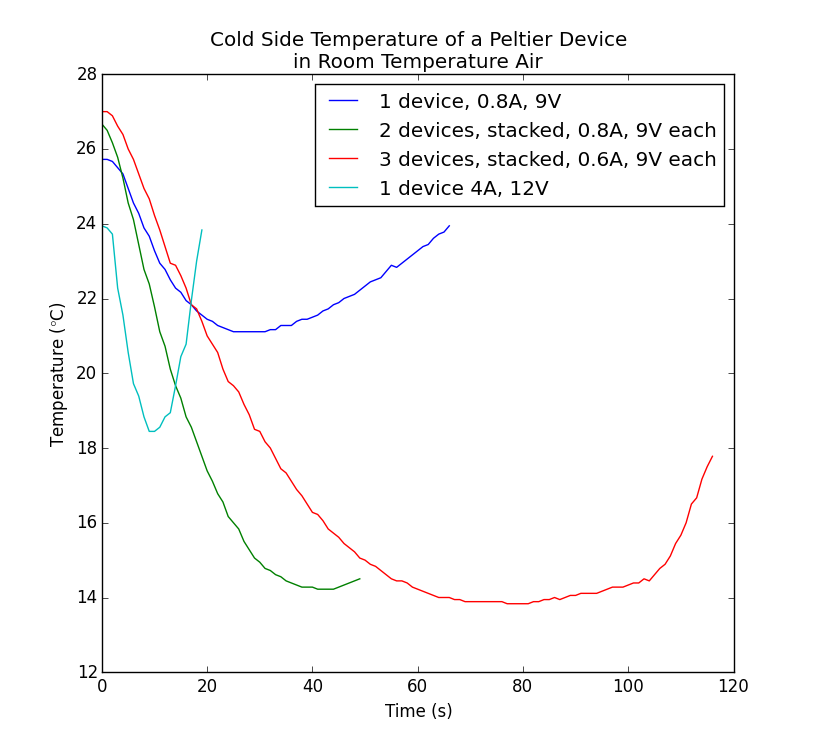 Cold Side Temperature of a Peltier Device
in Room Temperature Air
28
26
24
22
20
18
16
14
12
Temperature (°C)
1 device, 0.8A, 9V
2 devices, stacked, 0.8A, 9V each
3 devices, stacked, 0.6A, 9V each
1 device 4A, 12V
0 20 40 60 80 100 120
Time (s)